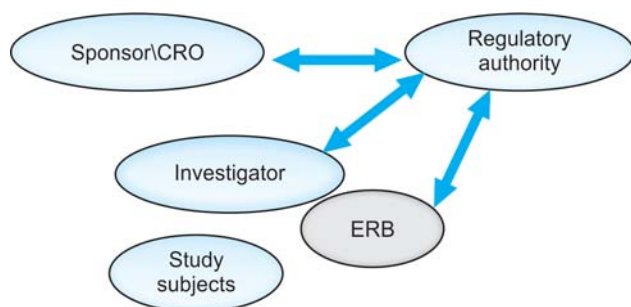 Sponsor\CRO
Regulatory
authority
Investigator
ERB
Study
subjects